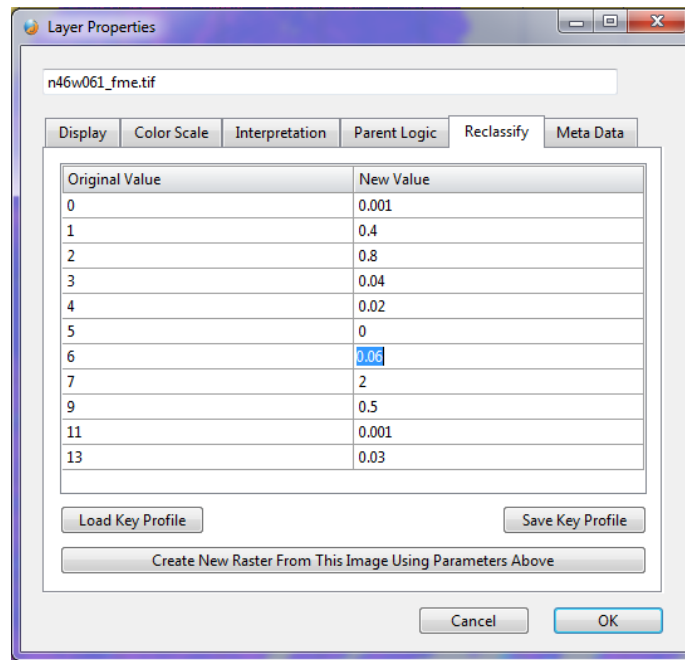 Layer Properties
n46w061_fme.tif
Display Color Scale Interpretation Parent Logic Reclassify Meta Data
Original Value New Value
0 0.001
1 0.4
2 0.8
3 0.04
4 0.02
5 0
6 0.06
7 2
9 0.5
11 0.001
13 0.03
Load Key Profile Save Key Profile
Create New Raster From This Image Using Parameters Above
Cancel OK